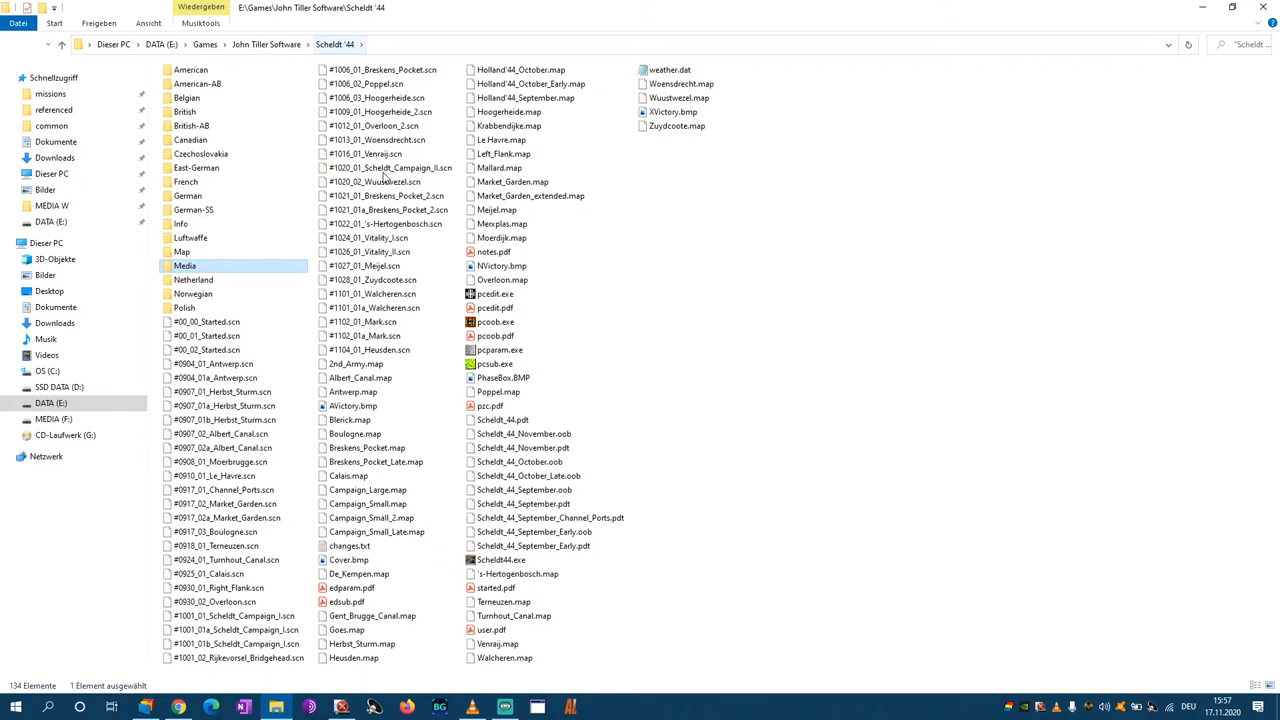 Wiedergeben
E:\Games\John Tiller Software\Scheldt '44
Datei
Start
Freigeben
Ansicht
Musiktools
Dieser PC
DATA (E:)
Games
John Tiller Software
Scheldt '44
"Scheldt ...
Schnellzugriff
missions
referenced
common
Dokumente
Downloads
Dieser PC
Bilder
MEDIA W
DATA (E:)
Dieser PC
3D-Objekte
Bilder
Desktop
Dokumente
Downloads
Musik
Videos
OS (C:)
SSD DATA (D:)
DATA (E:)
MEDIA (F:)
CD-Laufwerk (G:)
Netzwerk
American
American-AB
Belgian
British
British-AB
Canadian
Czechoslovakia
East-German
French
German
German-SS
Info
Luftwaffe
Map
Media
Netherland
Norwegian
Polish
#00_00_Started.scn
#00_01_Started.scn
#00_02_Started.scn
#0904_01_Antwerp.scn
#0904_01a_Antwerp.scn
#0907_01_Herbst_Sturm.scn
#0907_01a_Herbst_Sturm.scn
#0907_01b_Herbst_Sturm.scn
#0907_02_Albert_Canal.scn
#0907_02a_Albert_Canal.scn
#0908_01_Moerbrugge.scn
#0910_01_Le_Havre.scn
#0917_01_Channel_Ports.scn
#0917_02_Market_Garden.scn
#0917_02a_Market_Garden.scn
#0917_03_Boulogne.scn
#0918_01_Terneuzen.scn
#0924_01_Turnhout_Canal.scn
#0925_01_Calais.scn
#0930_01_Right_Flank.scn
#0930_02_Overloon.scn
#1001_01_Scheldt_Campaign_I.scn
#1001_01a_Scheldt_Campaign_I.scn
#1001_01b_Scheldt_Campaign_I.scn
#1001_02_Rijkevorsel_Bridgehead.scn
#1006_01_Breskens_Pocket.scn
#1006_02_Poppel.scn
#1006_03_Hoogerheide.scn
#1009_01_Hoogerheide_2.scn
#1012_01_Overloon_2.scn
#1013_01_Woensdrecht.scn
#1016_01_Venraij.scn
#1020_01_Scheldt_Campaign_II.scn
#1020_02_Wuustwezel.scn
#1021_01_Breskens_Pocket_2.scn
#1021_01a_Breskens_Pocket_2.scn
#1022_01_'s-Hertogenbosch.scn
#1024_01_Vitality_I.scn
#1026_01_Vitality_II.scn
#1027_01_Meijel.scn
#1028_01_Zuydcoote.scn
#1101_01_Walcheren.scn
#1101_01a_Walcheren.scn
#1102_01_Mark.scn
#1102_01a_Mark.scn
#1104_01_Heusden.scn
2nd_Army.map
Albert_Canal.map
Antwerp.map
AVictory.bmp
Blerick.map
Boulogne.map
Breskens_Pocket.map
Breskens_Pocket_Late.map
Calais.map
Campaign_Large.map
Campaign_Small.map
Campaign_Small_2.map
Campaign_Small_Late.map
changes.txt
Cover.bmp
De_Kempen.map
edparam.pdf
edsub.pdf
Gent_Brugge_Canal.map
Goes.map
Herbst_Sturm.map
Heusden.map
Holland'44_October.map
Holland'44_October_Early.map
Holland'44_September.map
Hoogerheide.map
Krabbendijke.map
Le Havre.map
Left_Flank.map
Mallard.map
Market_Garden.map
Market_Garden_extended.map
Meijel.map
Merxplas.map
Moerdijk.map
notes.pdf
NVictory.bmp
Overloon.map
pcedit.exe
pcedit.pdf
pcoob.exe
pcoob.pdf
pcparam.exe
pcsub.exe
PhaseBox.BMP
Poppel.map
pzc.pdf
Scheldt_44.pdt
Scheldt_44_November.oob
Scheldt_44_November.pdt
Scheldt_44_October.oob
Scheldt_44_October_Late.oob
Scheldt_44_September.oob
Scheldt_44_September.pdt
Scheldt_44_September_Channel_Ports.pdt
Scheldt_44_September_Early.oob
Scheldt_44_September_Early.pdt
Scheldt44.exe
's-Hertogenbosch.map
started.pdf
Terneuzen.map
Turnhout_Canal.map
user.pdf
Venraij.map
Walcheren.map
weather.dat
Woensdrecht.map
Wuustwezel.map
XVictory.bmp
Zuydcoote.map
134 Elemente
1 Element ausgewählt
BG
DEU
15:57
17.11.2020